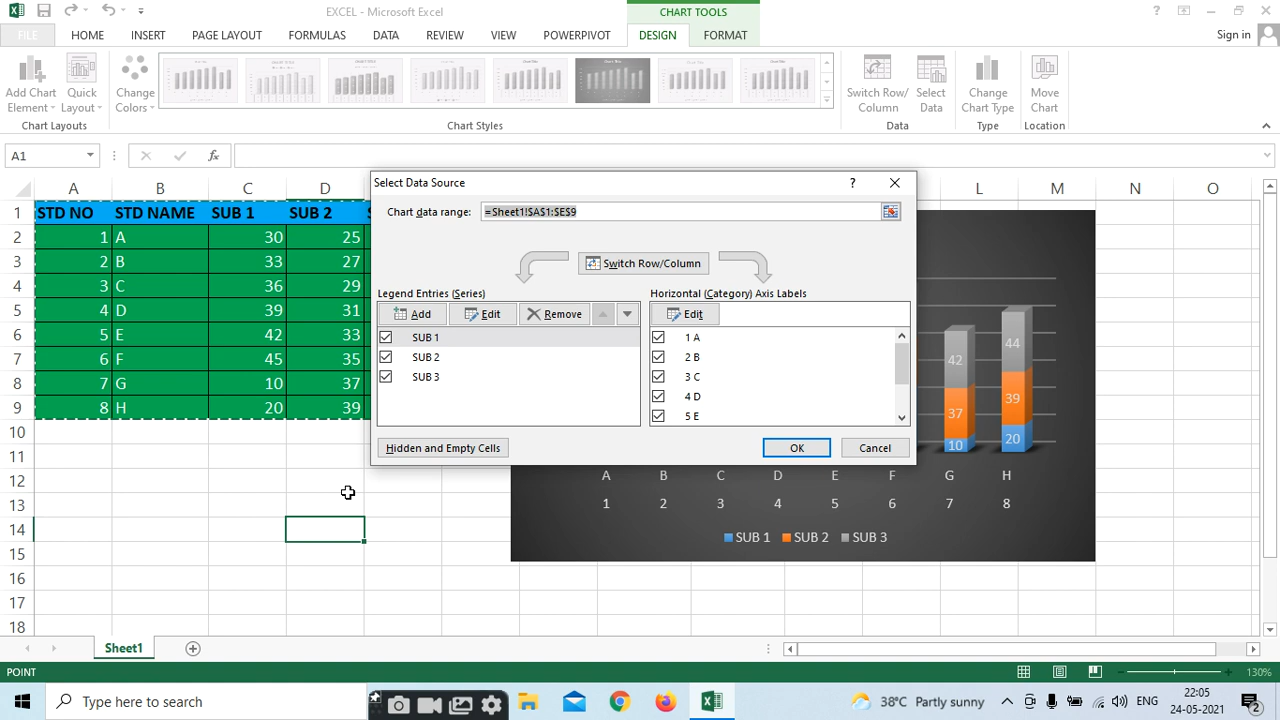 EXCEL - Microsoft Excel
CHART TOOLS
FILE HOME INSERT PAGE LAYOUT FORMULAS DATA REVIEW VIEW POWERPIVOT DESIGN FORMAT Sign in
Add Chart Element
Quick Layout
Change Colors
Switch Row/ Column
Select Data
Change Chart Type
Move Chart
Chart Layouts
Chart Styles
Data
Type
Location
A1
fx
A B C D L M N O
1 STD NO STD NAME SUB 1 SUB 2
2 1 A 30 25
3 2 B 33 27
4 3 C 36 29
5 4 D 39 31
6 5 E 42 33
7 6 F 45 35
8 7 G 10 37
9 8 H 20 39
10
11
12
13
14
15
16
17
18
Select Data Source
?
Chart data range: =Sheet1!$A$1:$E$9
Switch Row/Column
Legend Entries (Series)
Add Edit Remove
SUB 1
SUB 2
SUB 3
Horizontal (Category) Axis Labels
Edit
1 A
2 B
3 C
4 D
5 E
Hidden and Empty Cells
OK
Cancel
42 44
37 39
10 20
A B C D E F G H
1 2 3 4 5 6 7 8
SUB 1 SUB 2 SUB 3
Sheet1
POINT
130%
Type here to search
38°C Partly sunny
ENG
22:05
24-05-2021
2